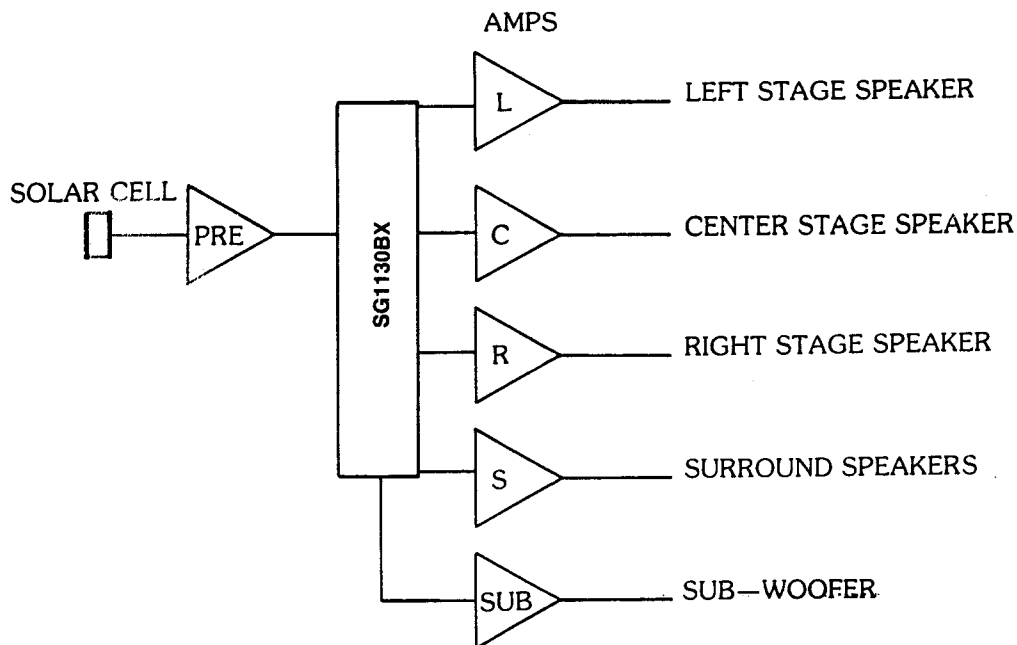 AMPS
L
LEFT STAGE SPEAKER
SOLAR CELL
PRE
SG1130BX
C
CENTER STAGE SPEAKER
R
RIGHT STAGE SPEAKER
S
SURROUND SPEAKERS
SUB
SUB—WOOFER